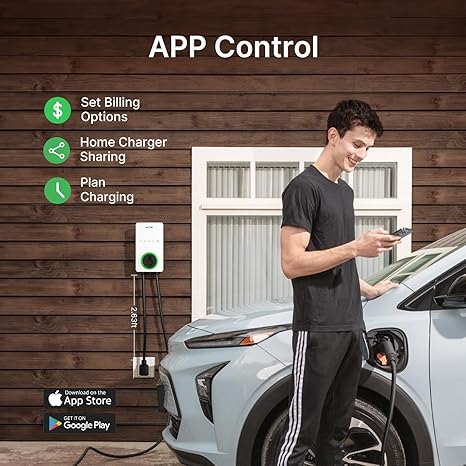 APP Control
Set Billing
Options
Home Charger
Sharing
Plan
Charging
2.63ft
Download on the
App Store
GET IT ON
Google Play